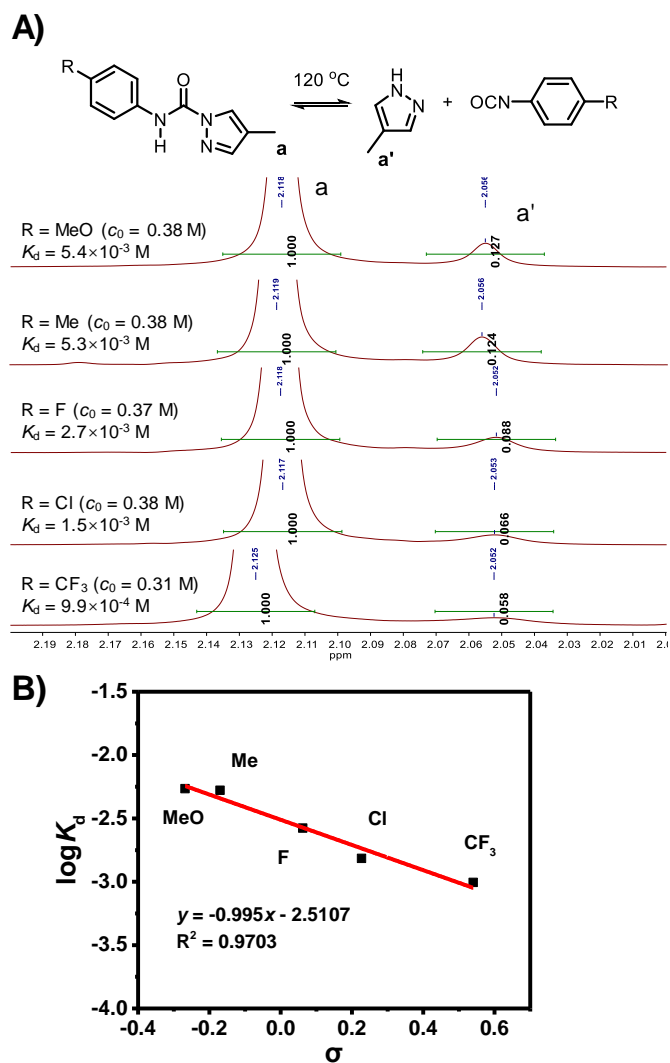 A)
R
O
N
H
N
N
a
120 °C
H
N
N
a'
+
OCN
R
2.118
a
2.056
a'
R = MeO (c0 = 0.38 M)
Kd = 5.4×10-3 M
1.000
0.127
2.119
2.056
R = Me (c0 = 0.38 M)
Kd = 5.3×10-3 M
1.000
0.124
2.118
2.052
R = F (c0 = 0.37 M)
Kd = 2.7×10-3 M
1.000
0.088
2.117
2.053
R = Cl (c0 = 0.38 M)
Kd = 1.5×10-3 M
1.000
0.066
2.125
2.052
R = CF3 (c0 = 0.31 M)
Kd = 9.9×10-4 M
1.000
0.058
2.19 2.18 2.17 2.16 2.15 2.14 2.13 2.12 2.11 2.10 2.09 2.08 2.07 2.06 2.05 2.04 2.03 2.02 2.01 2.0
ppm
B)
-1.5
-2.0
-2.5
-3.0
-3.5
-4.0
logKd
Me
MeO
F
Cl
CF3
y = -0.995x - 2.5107
R2 = 0.9703
-0.4 -0.2 0.0 0.2 0.4 0.6
σ